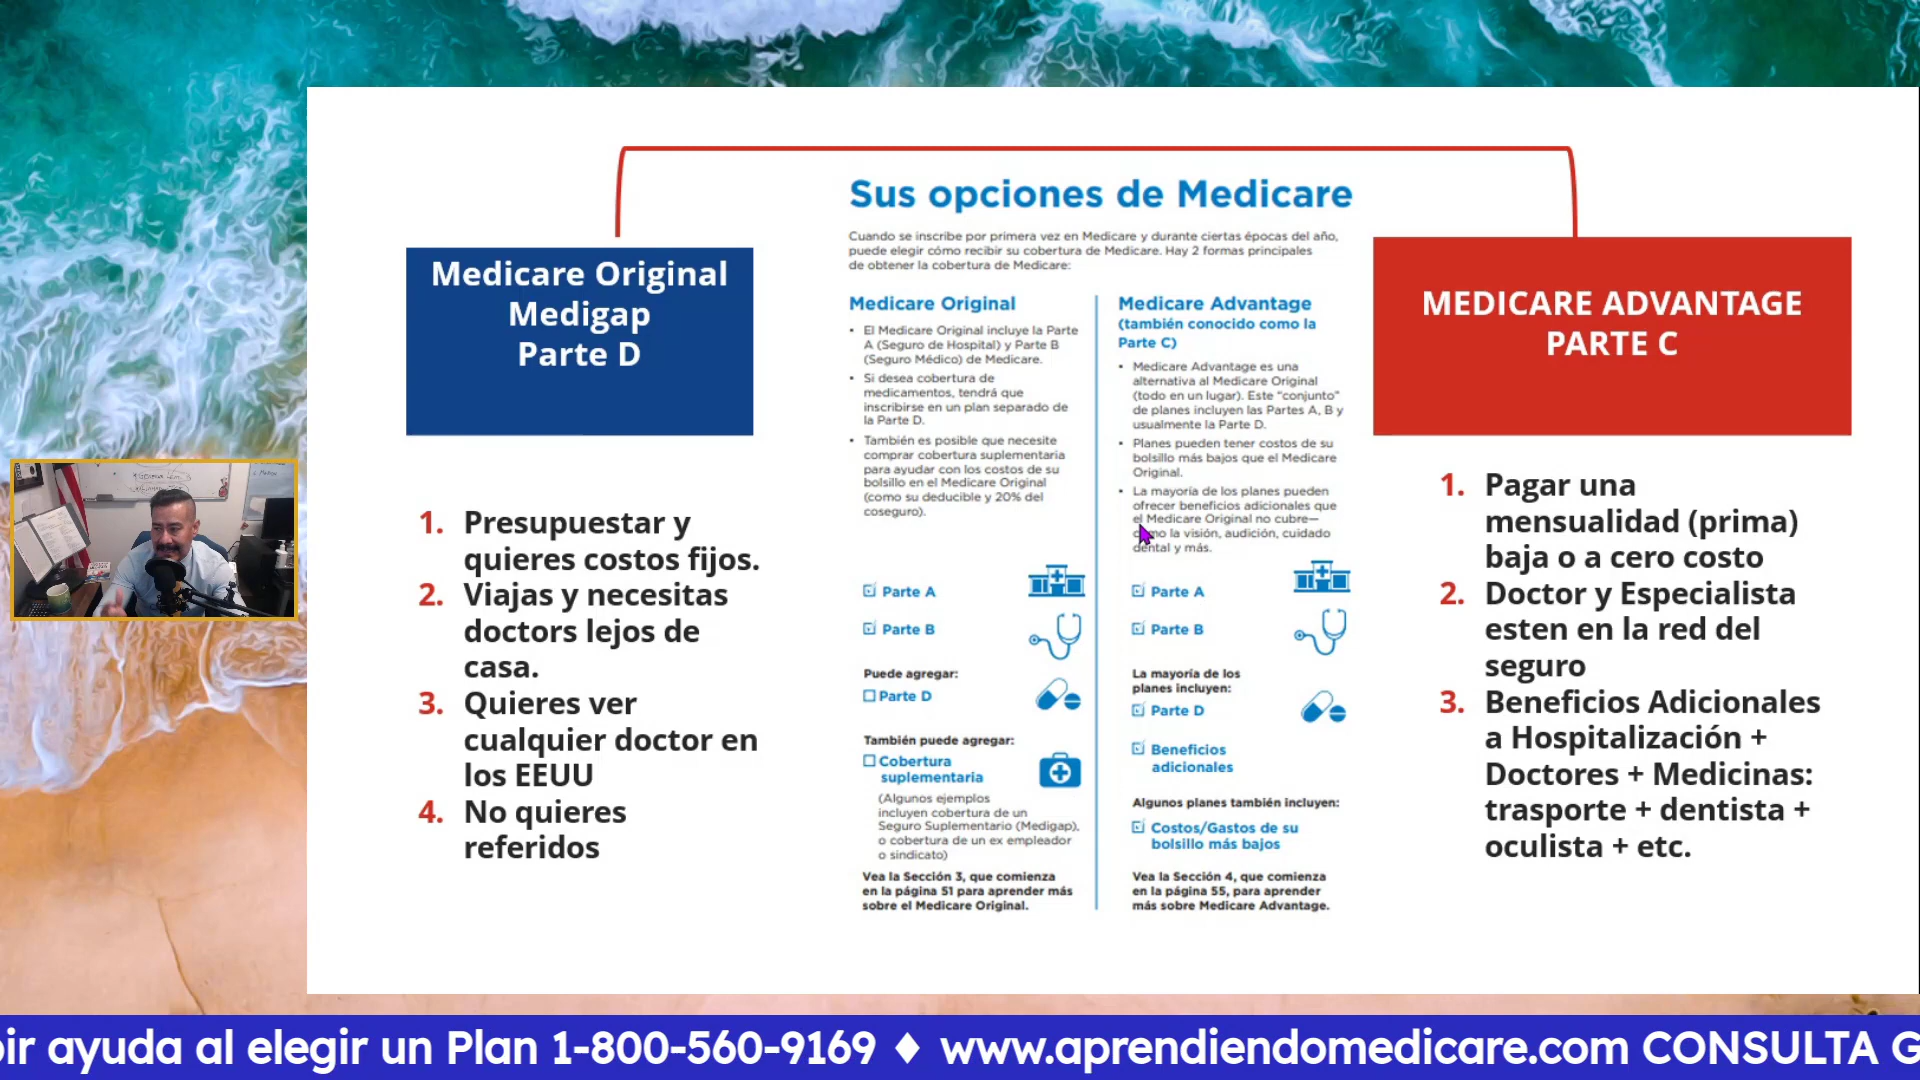 Sus opciones de Medicare
Cuando se inscribe por primera vez en Medicare y durante ciertas épocas del año,
puede elegir cómo recibir su cobertura de Medicare. Hay 2 formas principales
de obtener la cobertura de Medicare:
Medicare Original
Medigap
Parte D
1. Presupuestar y
quieres costos fijos.
2. Viajas y necesitas
doctors lejos de
casa.
3. Quieres ver
cualquier doctor en
los EEUU
4. No quieres
referidos
Medicare Original
• El Medicare Original incluye la Parte
A (Seguro de Hospital) y Parte B
(Seguro Médico) de Medicare.
• Si desea cobertura de
medicamentos, tendrá que
inscribirse en un plan separado de
la Parte D.
• También es posible que necesite
comprar cobertura suplementaria
para ayudar con los costos de su
bolsillo en el Medicare Original
(como su deducible y 20% del
coseguro).
Parte A
Parte B
Puede agregar:
Parte D
También puede agregar:
Cobertura
suplementaria
(Algunos ejemplos
incluyen cobertura de un
Seguro Suplementario (Medigap),
o cobertura de un ex empleador
o sindicato)
Vea la Sección 3, que comienza
en la página 51 para aprender más
sobre el Medicare Original.
Medicare Advantage
(también conocido como la
Parte C)
• Medicare Advantage es una
alternativa al Medicare Original
(todo en un lugar). Este “conjunto”
de planes incluyen las Partes A, B y
usualmente la Parte D.
• Planes pueden tener costos de su
bolsillo más bajos que el Medicare
Original.
• La mayoría de los planes pueden
ofrecer beneficios adicionales que
el Medicare Original no cubre—
como la visión, audición, cuidado
dental y más.
Parte A
Parte B
La mayoría de los
planes incluyen:
Parte D
Beneficios
adicionales
Algunos planes también incluyen:
Costos/Gastos de su
bolsillo más bajos
Vea la Sección 4, que comienza
en la página 55, para aprender
más sobre Medicare Advantage.
MEDICARE ADVANTAGE
PARTE C
1. Pagar una
mensualidad (prima)
baja o a cero costo
2. Doctor y Especialista
esten en la red del
seguro
3. Beneficios Adicionales
a Hospitalización +
Doctores + Medicinas:
trasporte + dentista +
oculista + etc.
ir ayuda al elegir un Plan 1-800-560-9169 ♦ www.aprendiendomedicare.com CONSULTA G